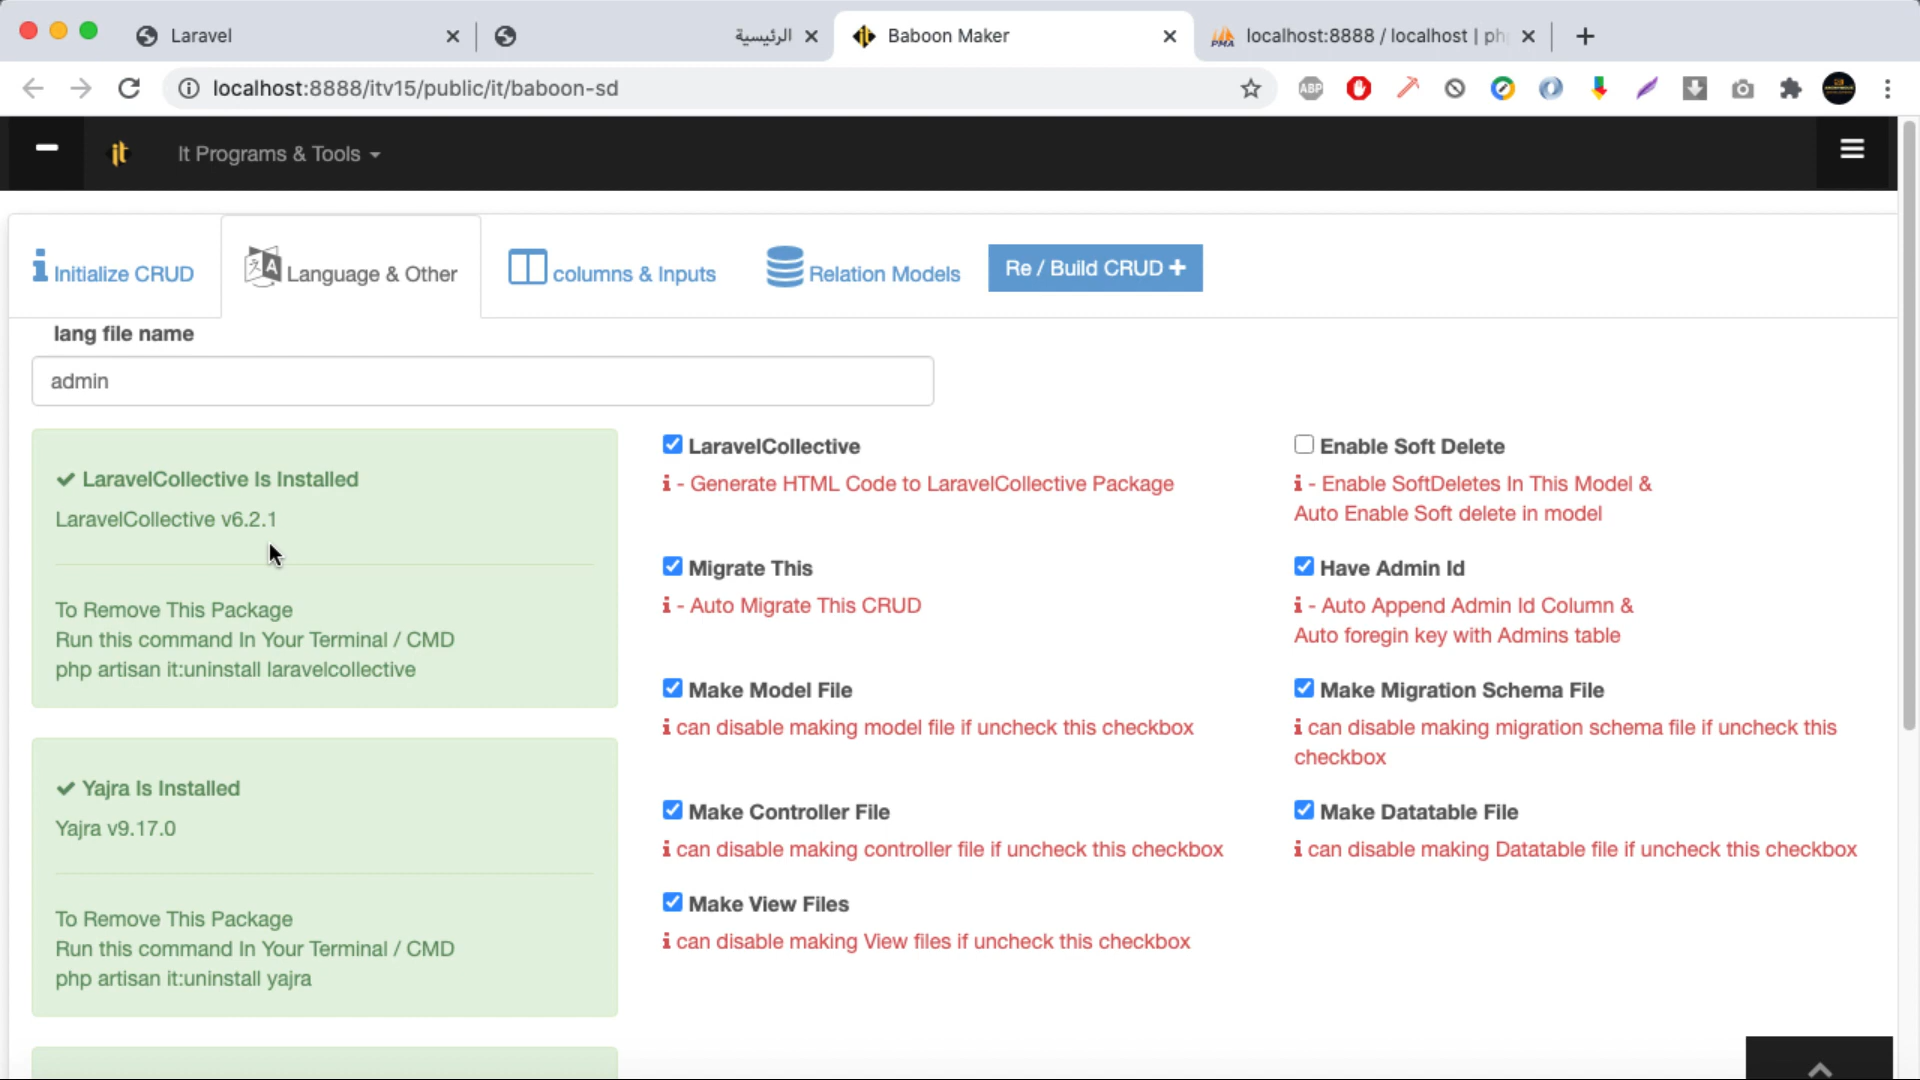 Laravel
الرئيسية
Baboon Maker
localhost:8888 / localhost | ph
localhost:8888/itv15/public/it/baboon-sd
ABP
it
It Programs & Tools
Initialize CRUD
Language & Other
columns & Inputs
Relation Models
Re / Build CRUD +
lang file name
admin
LaravelCollective Is Installed
LaravelCollective v6.2.1
To Remove This Package
Run this command In Your Terminal / CMD
php artisan it:uninstall laravelcollective
Yajra Is Installed
Yajra v9.17.0
To Remove This Package
Run this command In Your Terminal / CMD
php artisan it:uninstall yajra
LaravelCollective
i - Generate HTML Code to LaravelCollective Package
Migrate This
i - Auto Migrate This CRUD
Make Model File
i can disable making model file if uncheck this checkbox
Make Controller File
i can disable making controller file if uncheck this checkbox
Make View Files
i can disable making View files if uncheck this checkbox
Enable Soft Delete
i - Enable SoftDeletes In This Model &
Auto Enable Soft delete in model
Have Admin Id
i - Auto Append Admin Id Column &
Auto foregin key with Admins table
Make Migration Schema File
i can disable making migration schema file if uncheck this
checkbox
Make Datatable File
i can disable making Datatable file if uncheck this checkbox